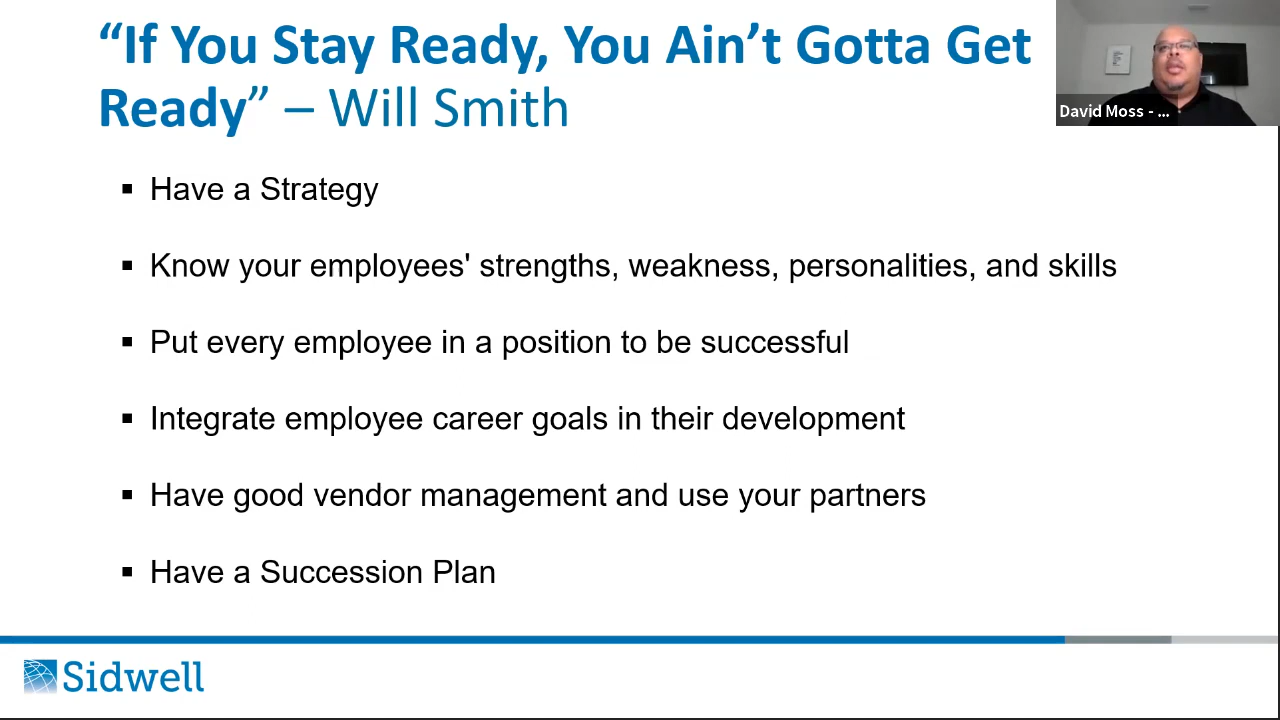 “If You Stay Ready, You Ain’t Gotta Get
Ready” – Will Smith
David Moss - ...
▪ Have a Strategy
▪ Know your employees' strengths, weakness, personalities, and skills
▪ Put every employee in a position to be successful
▪ Integrate employee career goals in their development
▪ Have good vendor management and use your partners
▪ Have a Succession Plan
Sidwell